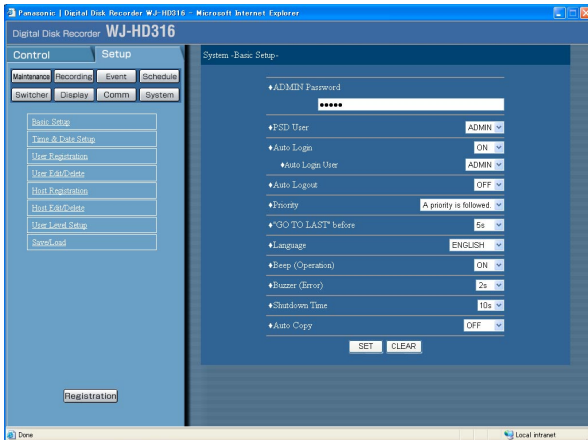 Panasonic | Digital Disk Recorder WJ-HD316 - Microsoft Internet Explorer
Digital Disk Recorder WJ-HD316
Control
Setup
Maintenance Recording Event Schedule
Switcher Display Comm System
Basic Setup
Time & Date Setup
User Registration
User Edit/Delete
Host Registration
Host Edit/Delete
User Level Setup
Save/Load
Registration
System -Basic Setup-
♦ADMIN Password
●●●●●
♦PSD User ADMIN
♦Auto Login ON
♦Auto Login User ADMIN
♦Auto Logout OFF
♦Priority A priority is followed.
♦"GO TO LAST" before 5s
♦Language ENGLISH
♦Beep (Operation) ON
♦Buzzer (Error) 2s
♦Shutdown Time 10s
♦Auto Copy OFF
SET CLEAR
Done
Local intranet